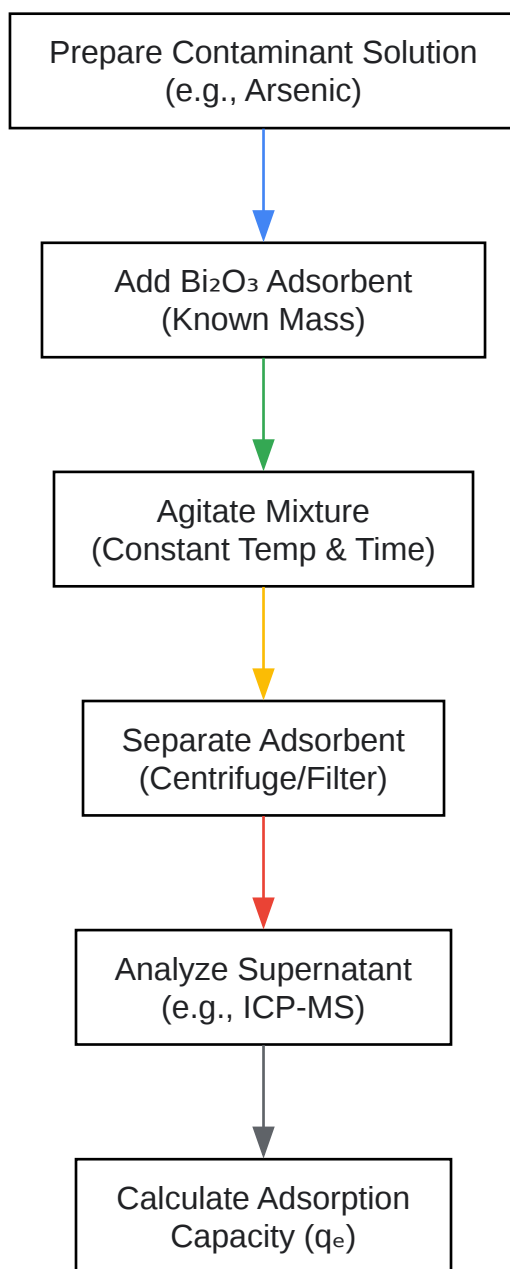 Prepare Contaminant Solution
(e.g., Arsenic)
Add Bi₂O₃ Adsorbent
(Known Mass)
Agitate Mixture
(Constant Temp & Time)
Separate Adsorbent
(Centrifuge/Filter)
Analyze Supernatant
(e.g., ICP-MS)
Calculate Adsorption
Capacity (qₑ)